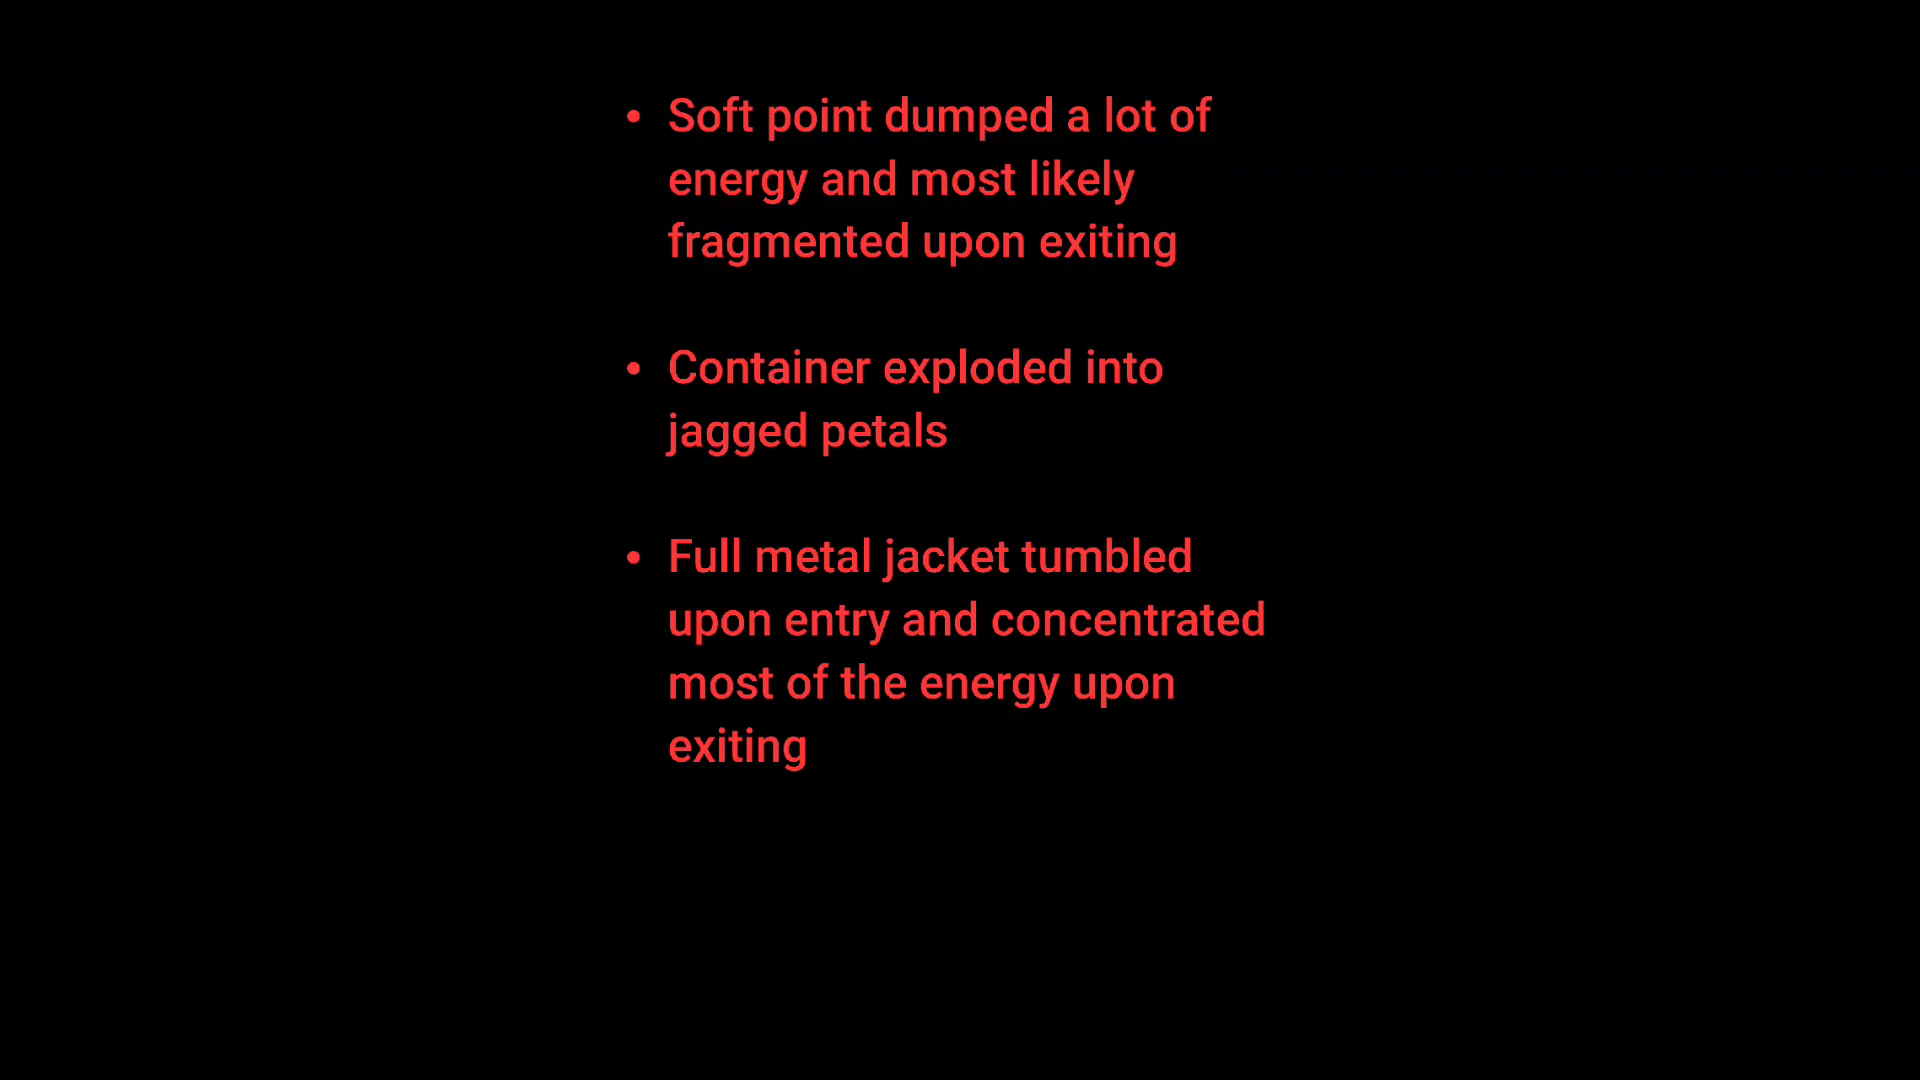 • Soft point dumped a lot of
energy and most likely
fragmented upon exiting
• Container exploded into
jagged petals
• Full metal jacket tumbled
upon entry and concentrated
most of the energy upon
exiting